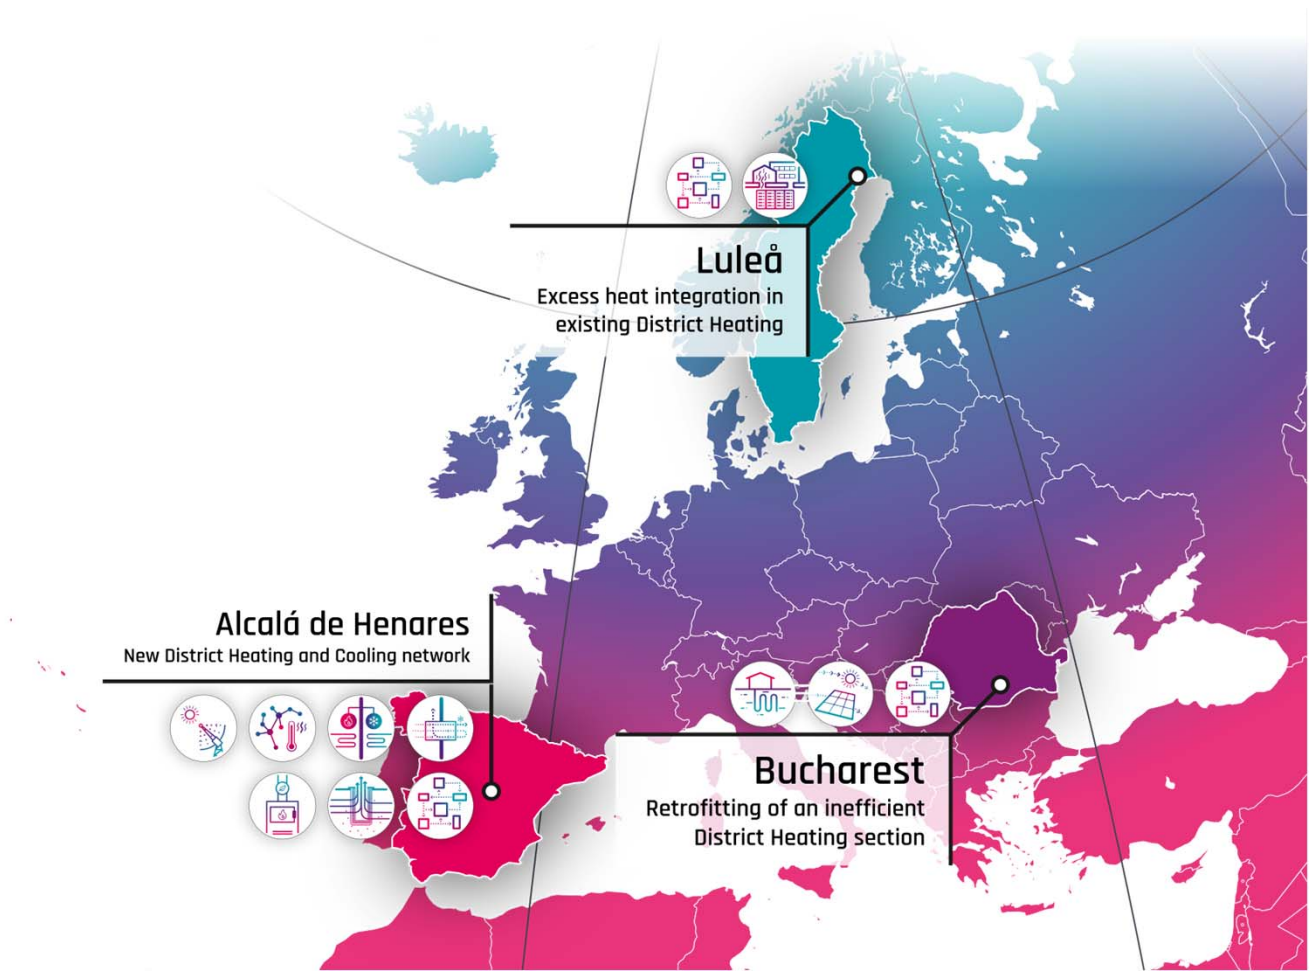 Luleå
Excess heat integration in
existing District Heating
Alcalá de Henares
New District Heating and Cooling network
Bucharest
Retrofitting of an inefficient
District Heating section